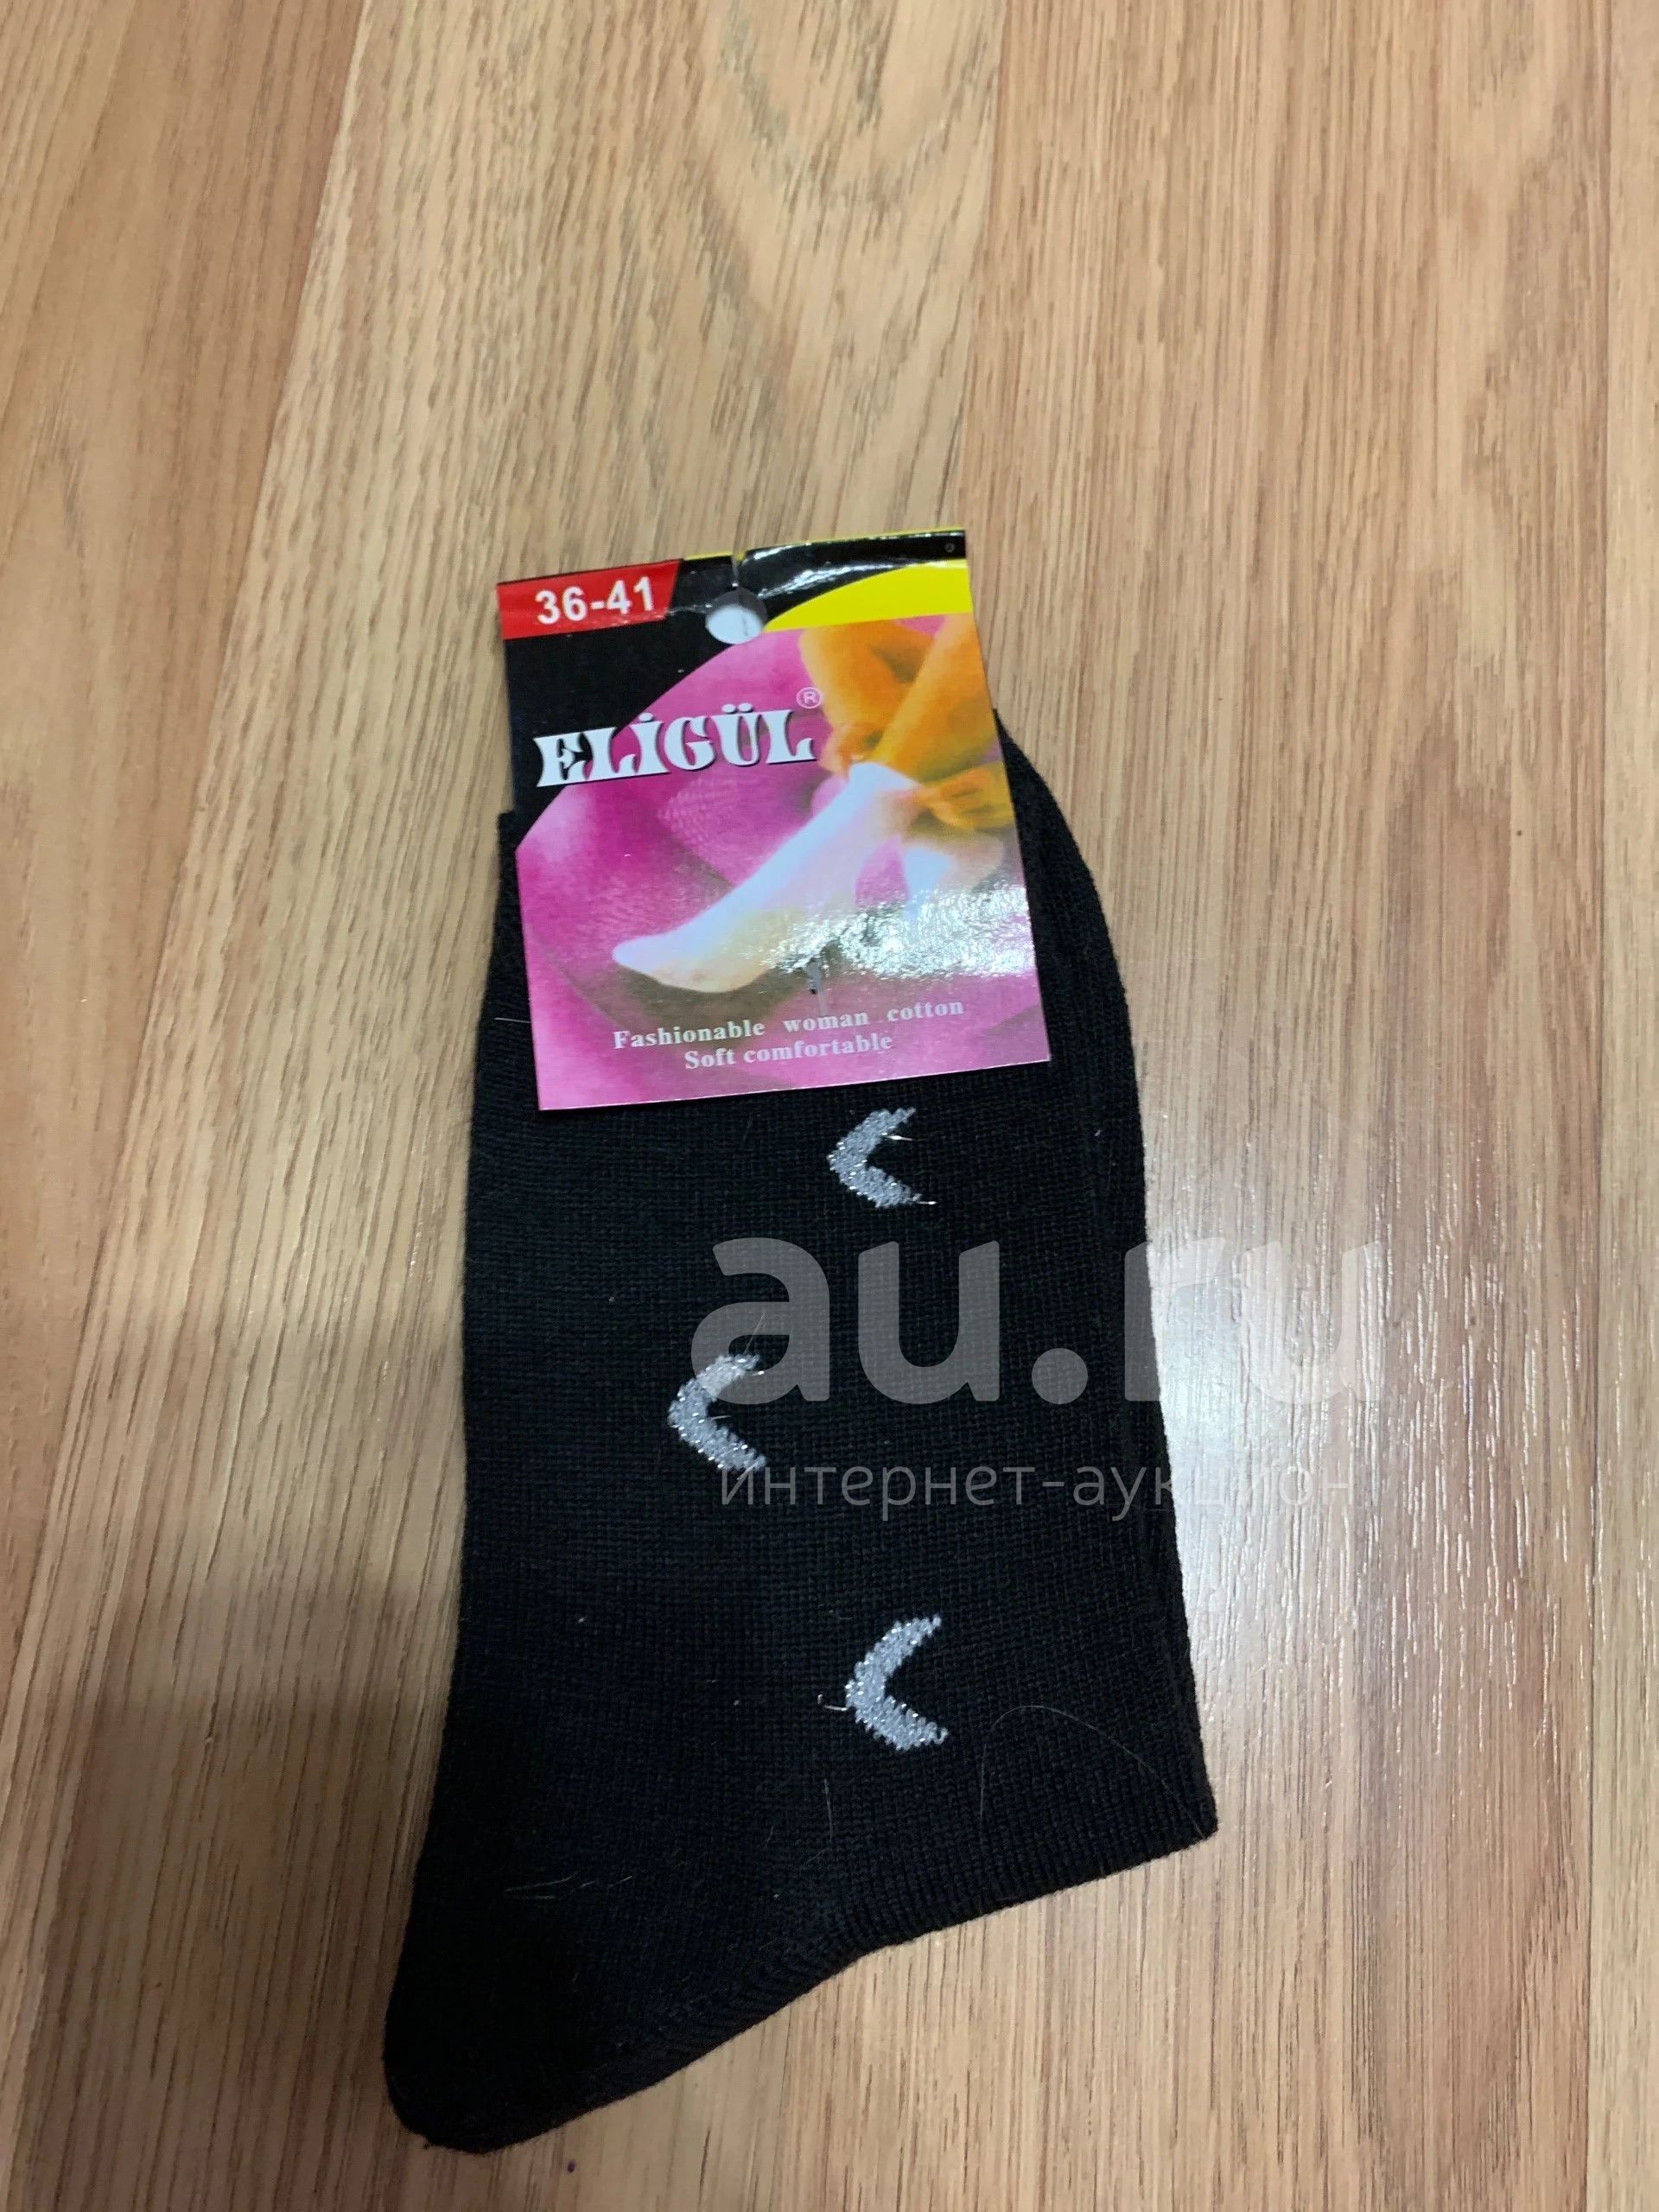 36-41
ELİGÜL®
Fashionable woman cotton
Soft comfortable
au.ru
интернет-аукцион